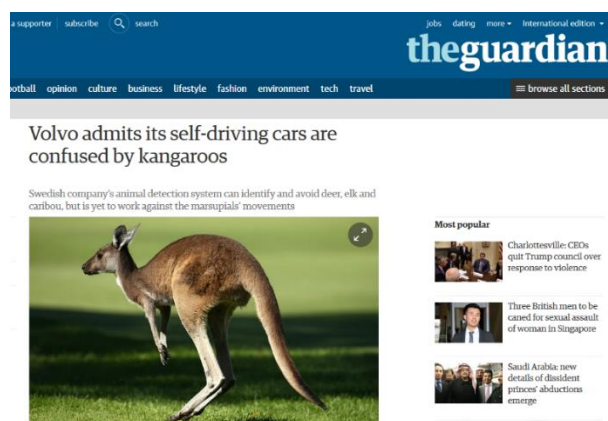 a supporter subscribe search jobs dating more International edition
theguardian
otball opinion culture business lifestyle fashion environment tech travel browse all sections
Volvo admits its self-driving cars are
confused by kangaroos
Swedish company's animal detection system can identify and avoid deer, elk and
caribou, but is yet to work against the marsupials' movements
Most popular
Charlottesville: CEOs
quit Trump council over
response to violence
Three British men to be
caned for sexual assault
of woman in Singapore
Saudi Arabia: new
details of dissident
princes' abductions
emerge